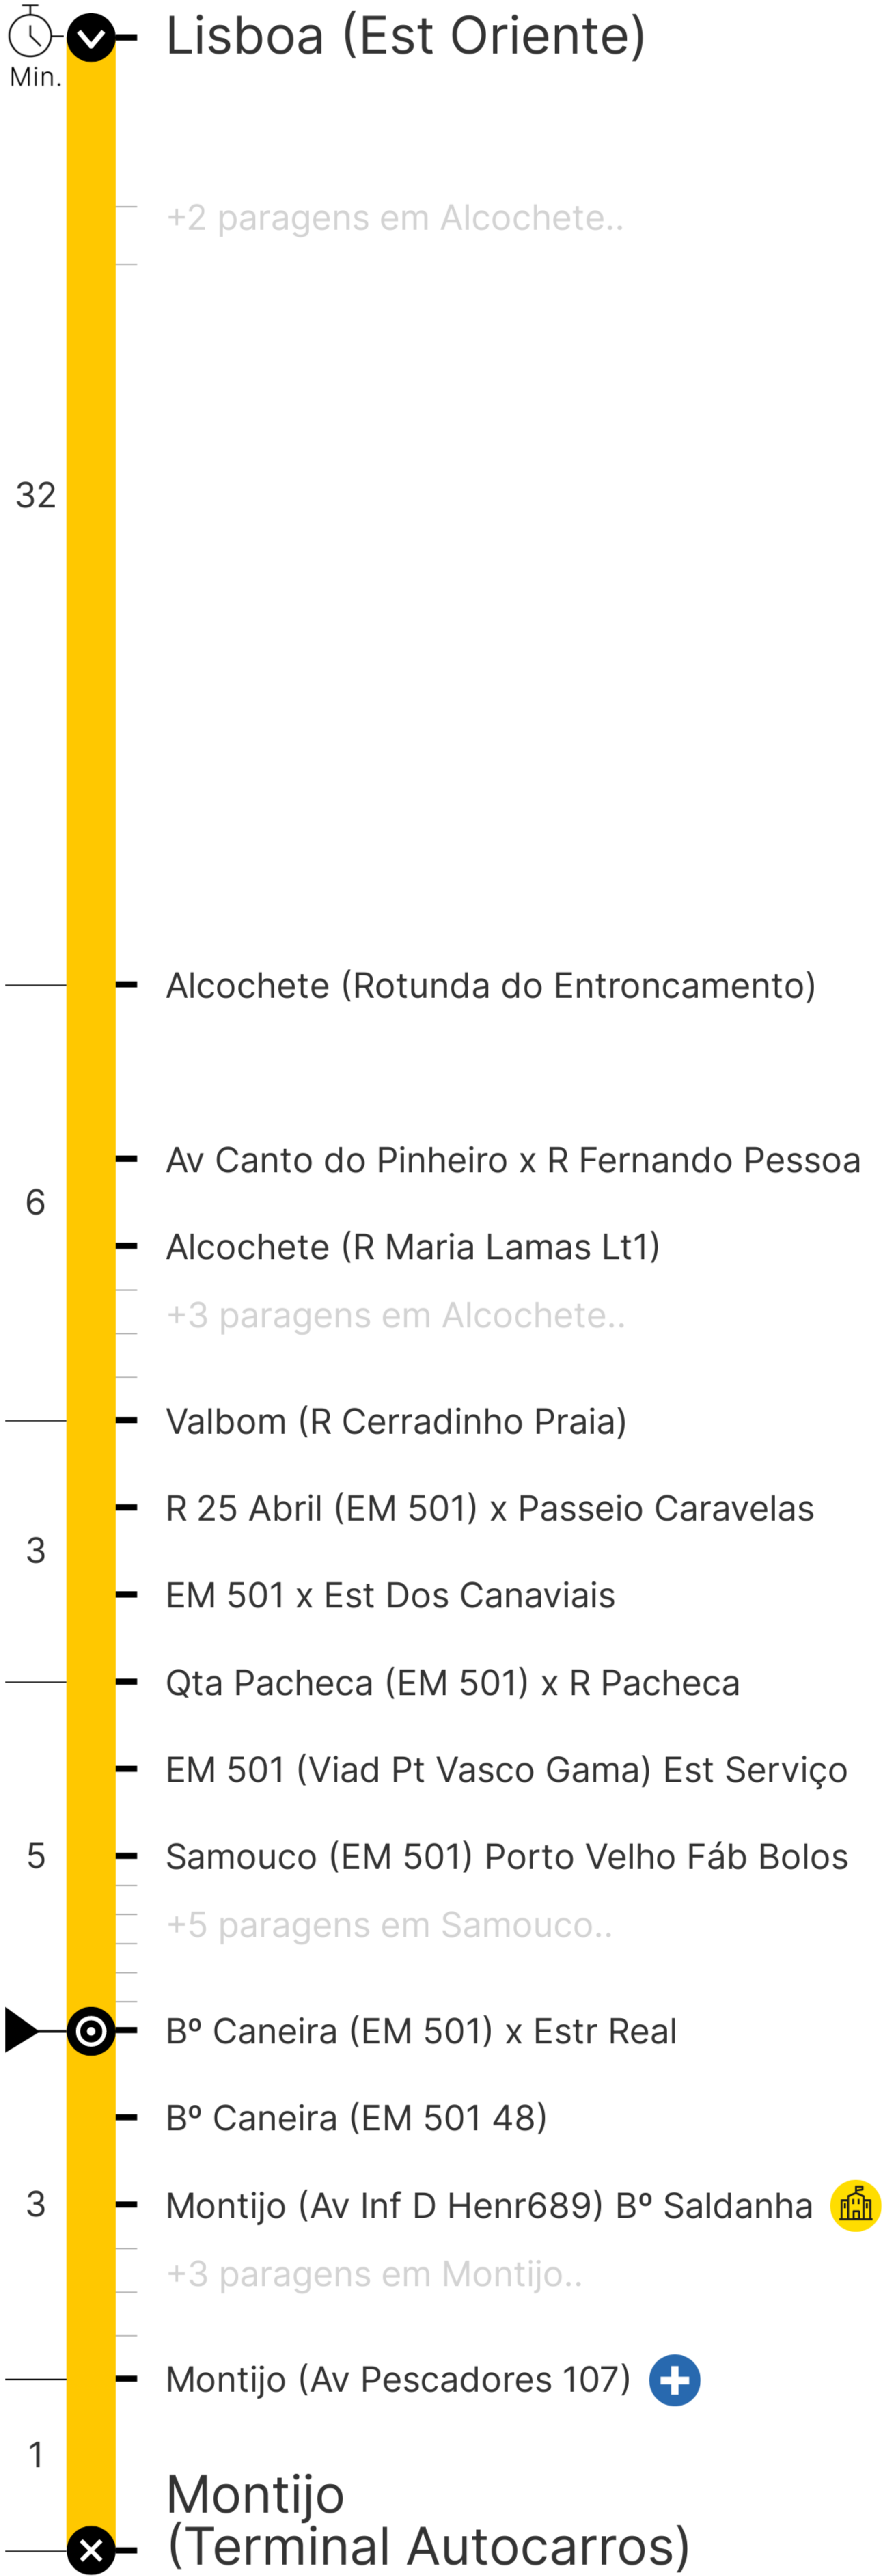 Lisboa (Est Oriente)
Min.
+2 paragens em Alcochete..
32
Alcochete (Rotunda do Entroncamento)
Av Canto do Pinheiro x R Fernando Pessoa
6
Alcochete (R Maria Lamas Lt1)
+3 paragens em Alcochete..
Valbom (R Cerradinho Praia)
R 25 Abril (EM 501) x Passeio Caravelas
3
EM 501 x Est Dos Canaviais
Qta Pacheca (EM 501) x R Pacheca
EM 501 (Viad Pt Vasco Gama) Est Serviço
5
Samouco (EM 501) Porto Velho Fáb Bolos
+5 paragens em Samouco..
Bº Caneira (EM 501) x Estr Real
Bº Caneira (EM 501 48)
3
Montijo (Av Inf D Henr689) Bº Saldanha
+3 paragens em Montijo..
Montijo (Av Pescadores 107)
1
Montijo
(Terminal Autocarros)